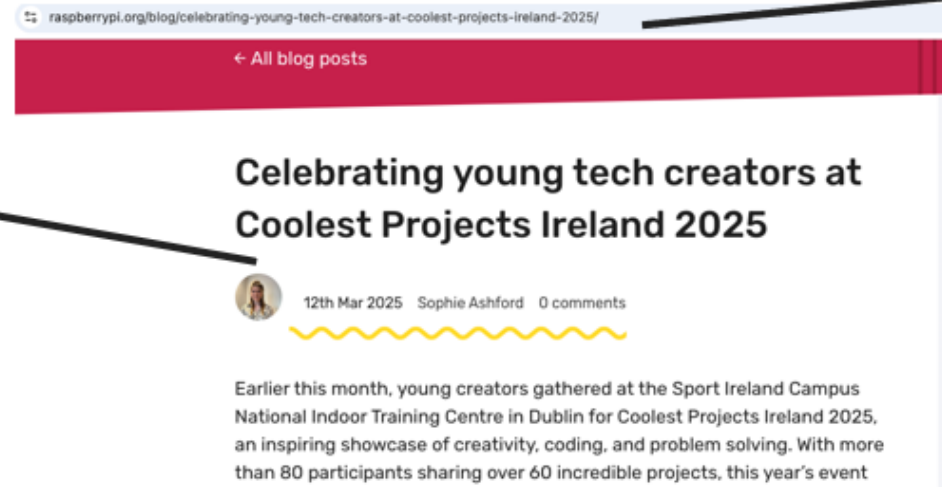 raspberrypi.org/blog/celebrating-young-tech-creators-at-coolest-projects-ireland-2025/
← All blog posts
Celebrating young tech creators at
Coolest Projects Ireland 2025
12th Mar 2025 Sophie Ashford 0 comments
Earlier this month, young creators gathered at the Sport Ireland Campus
National Indoor Training Centre in Dublin for Coolest Projects Ireland 2025,
an inspiring showcase of creativity, coding, and problem solving. With more
than 80 participants sharing over 60 incredible projects, this year's event